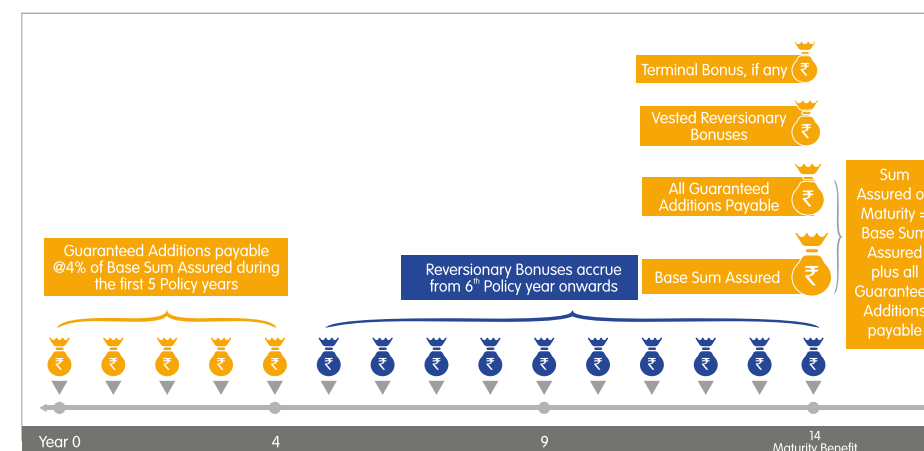 Terminal Bonus, if any
Vested Reversionary
Bonuses
All Guaranteed
Additions Payable
Base Sum Assured
Sum
Assured
Maturity =
Base Sum
Assured
plus all
Additions
payable
Guaranteed Additions payable
@4% of Base Sum Assured during
the first 5 Policy years
Reversionary Bonuses accrue
from 6th Policy year onwards
₹ ₹ ₹ ₹ ₹ ₹ ₹ ₹ ₹ ₹ ₹ ₹ ₹ ₹ ₹
Year 0 4 9 14
Maturity Benefit